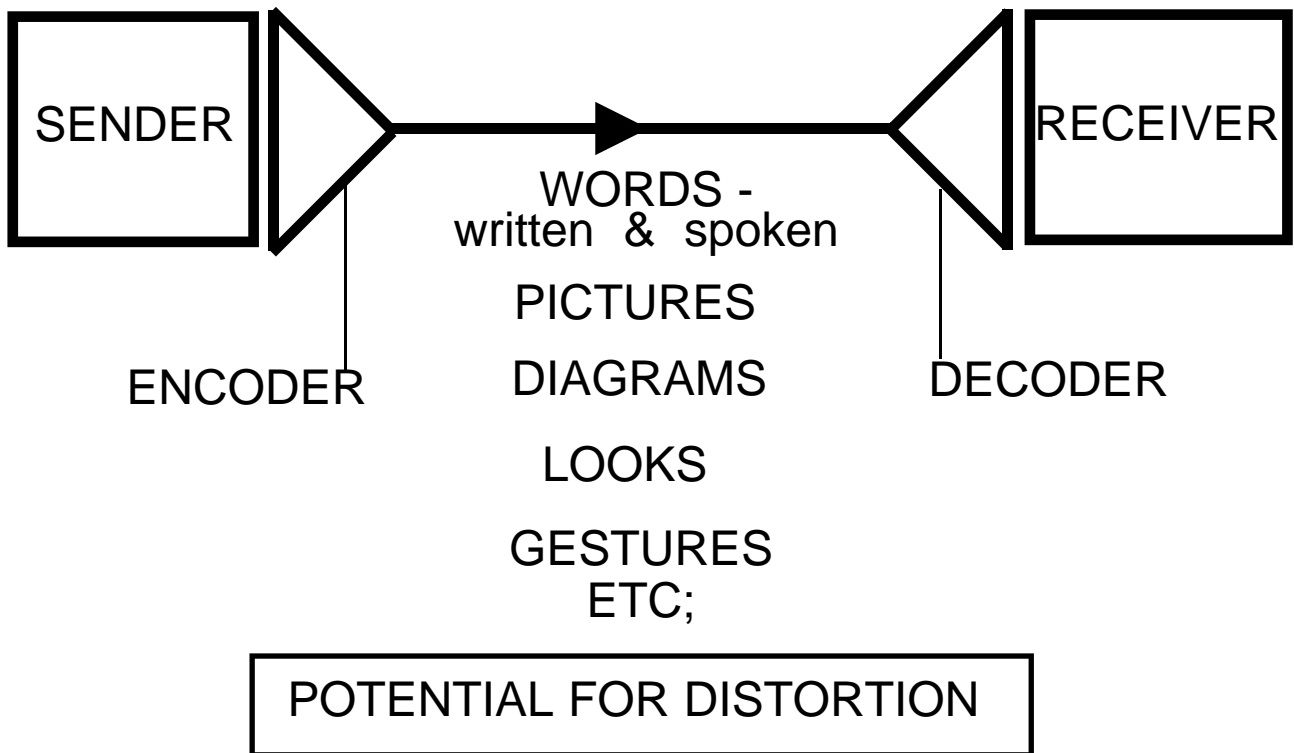 SENDER
RECEIVER
WORDS -
written & spoken
PICTURES
DIAGRAMS
ENCODER
DECODER
LOOKS
GESTURES
ETC;
POTENTIAL FOR DISTORTION